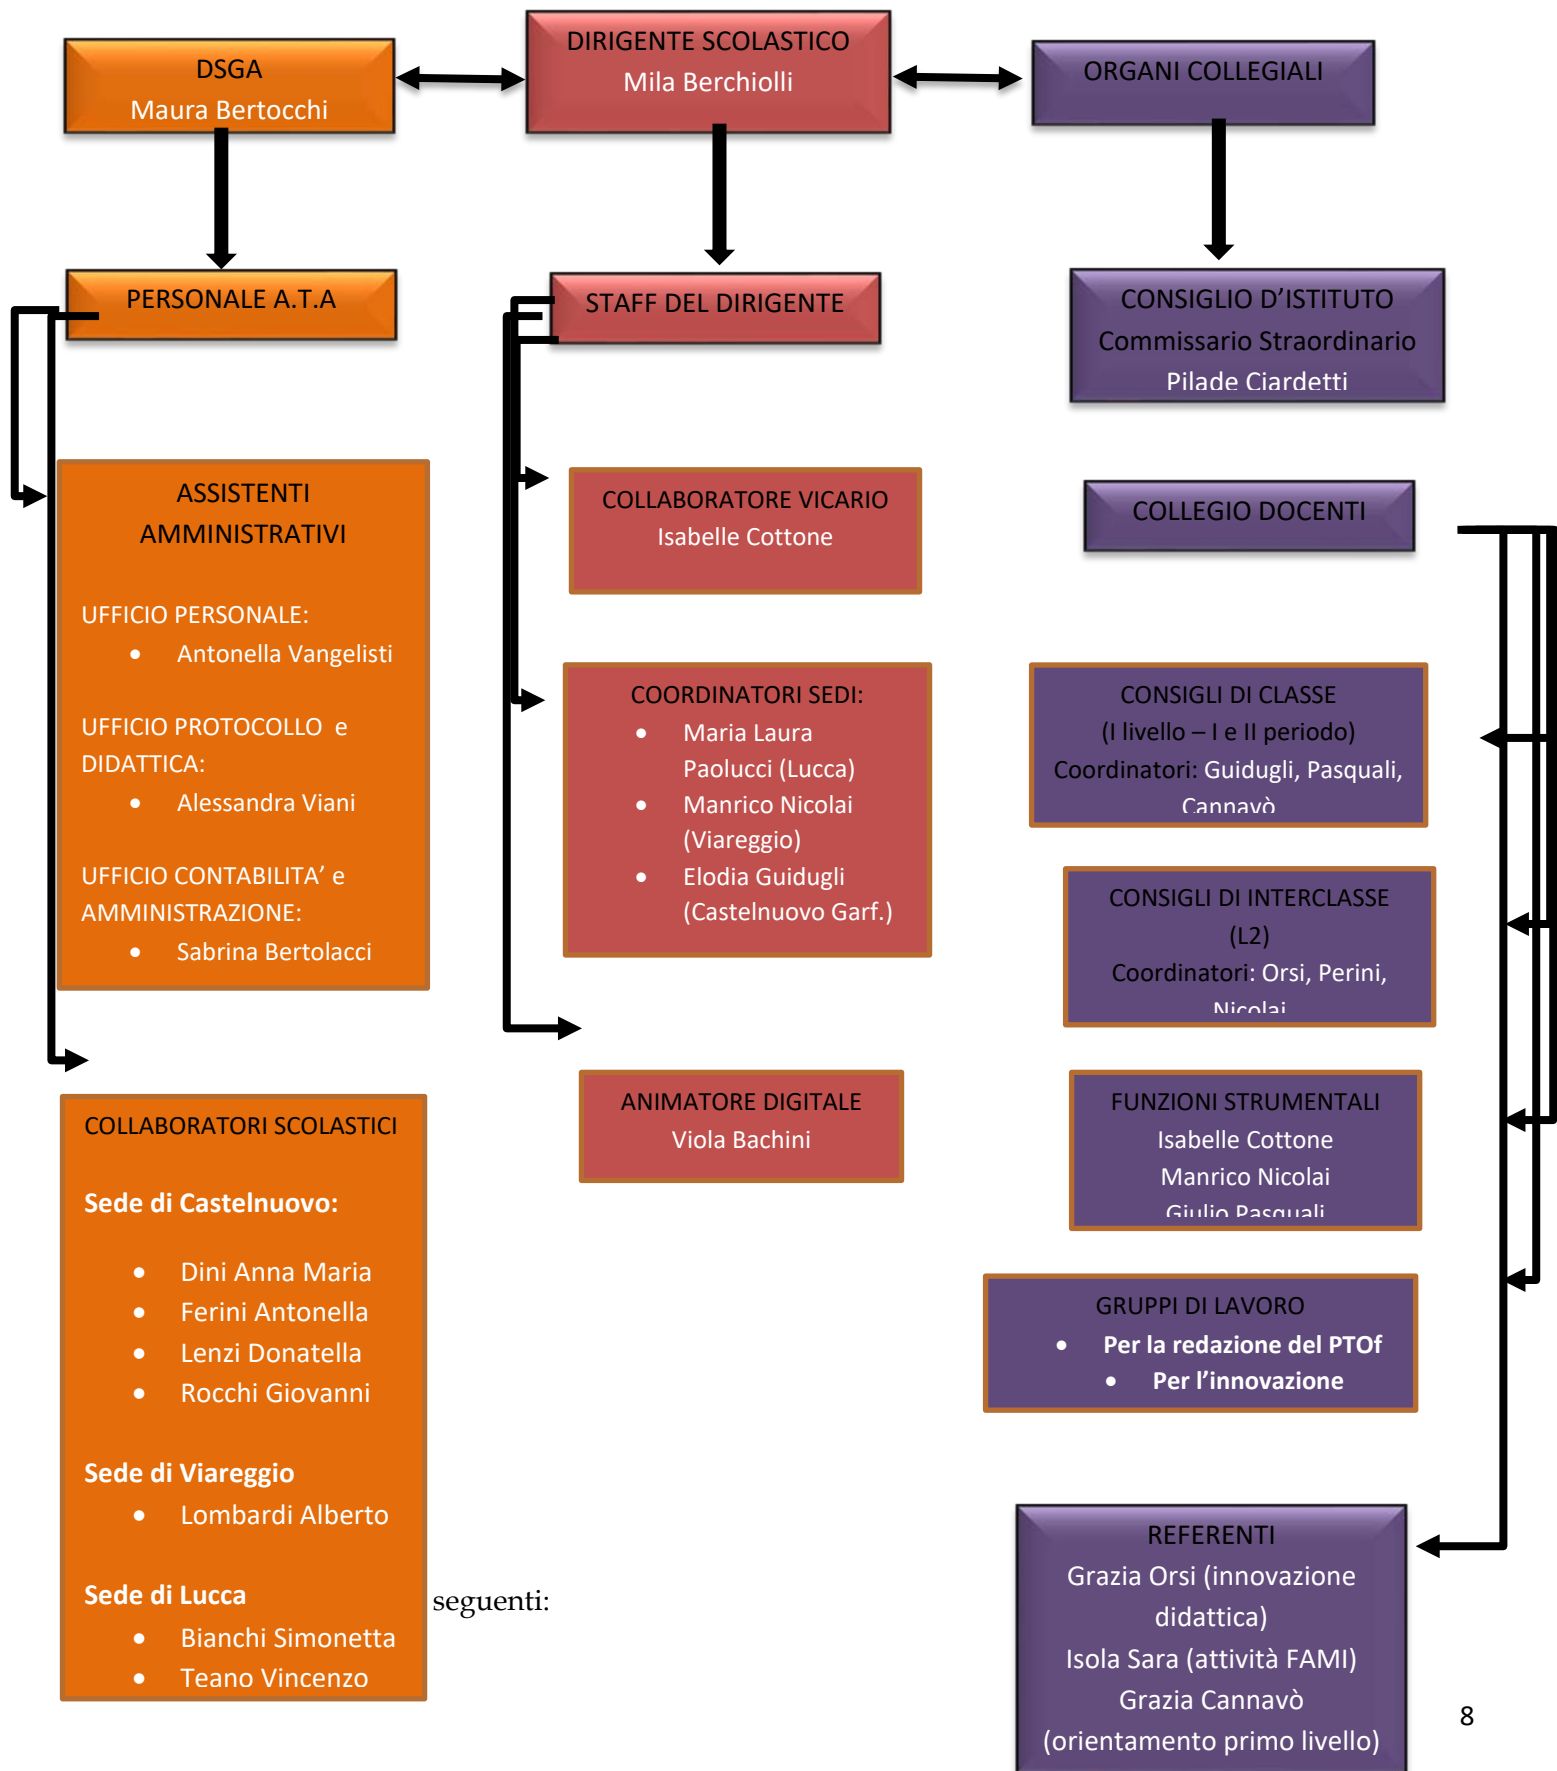 DSGA
Maura Bertocchi
DIRIGENTE SCOLASTICO
Mila Berchiolli
ORGANI COLLEGIALI
PERSONALE A.T.A
STAFF DEL DIRIGENTE
CONSIGLIO D’ISTITUTO
Commissario Straordinario
Pilade Ciardetti
ASSISTENTI
AMMINISTRATIVI
UFFICIO PERSONALE:
• Antonella Vangelisti
UFFICIO PROTOCOLLO e
DIDATTICA:
• Alessandra Viani
UFFICIO CONTABILITA’ e
AMMINISTRAZIONE:
• Sabrina Bertolacci
COLLABORATORE VICARIO
Isabelle Cottone
COLLEGIO DOCENTI
COORDINATORI SEDI:
• Maria Laura
Paolucci (Lucca)
• Manrico Nicolai
(Viareggio)
• Elodia Guidugli
(Castelnuovo Garf.)
CONSIGLI DI CLASSE
(I livello – I e II periodo)
Coordinatori: Guidugli, Pasquali,
Cannavò
CONSIGLI DI INTERCLASSE
(L2)
Coordinatori: Orsi, Perini,
Nicolai
ANIMATORE DIGITALE
Viola Bachini
FUNZIONI STRUMENTALI
Isabelle Cottone
Manrico Nicolai
Giulio Pasquali
COLLABORATORI SCOLASTICI
Sede di Castelnuovo:
• Dini Anna Maria
• Ferini Antonella
• Lenzi Donatella
• Rocchi Giovanni
Sede di Viareggio
• Lombardi Alberto
Sede di Lucca
• Bianchi Simonetta
• Teano Vincenzo
seguenti:
GRUPPI DI LAVORO
• Per la redazione del PTOf
• Per l’innovazione
REFERENTI
Grazia Orsi (innovazione
didattica)
Isola Sara (attività FAMI)
Grazia Cannavò
(orientamento primo livello)
8